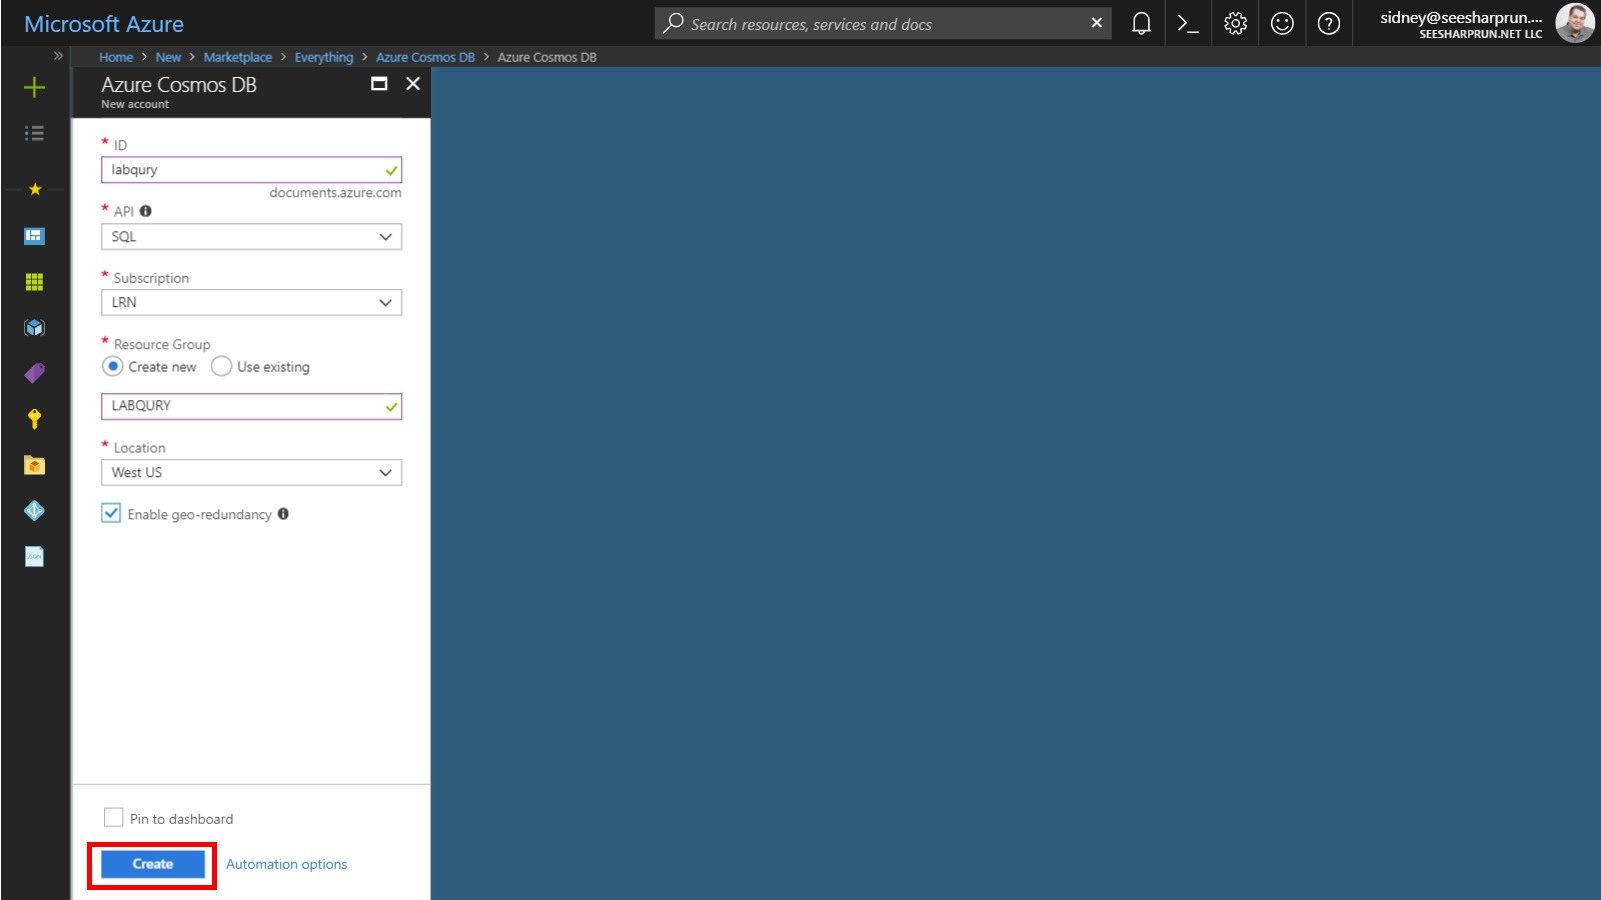 Microsoft Azure
Search resources, services and docs
sidney@seesharprun....
SEESHARPRUN.NET LLC
Home > New > Marketplace > Everything > Azure Cosmos DB > Azure Cosmos DB
Azure Cosmos DB
New account
* ID
labqury
documents.azure.com
* API
SQL
* Subscription
LRN
* Resource Group
Create new Use existing
LABQURY
* Location
West US
Enable geo-redundancy
JSON
Pin to dashboard
Create Automation options